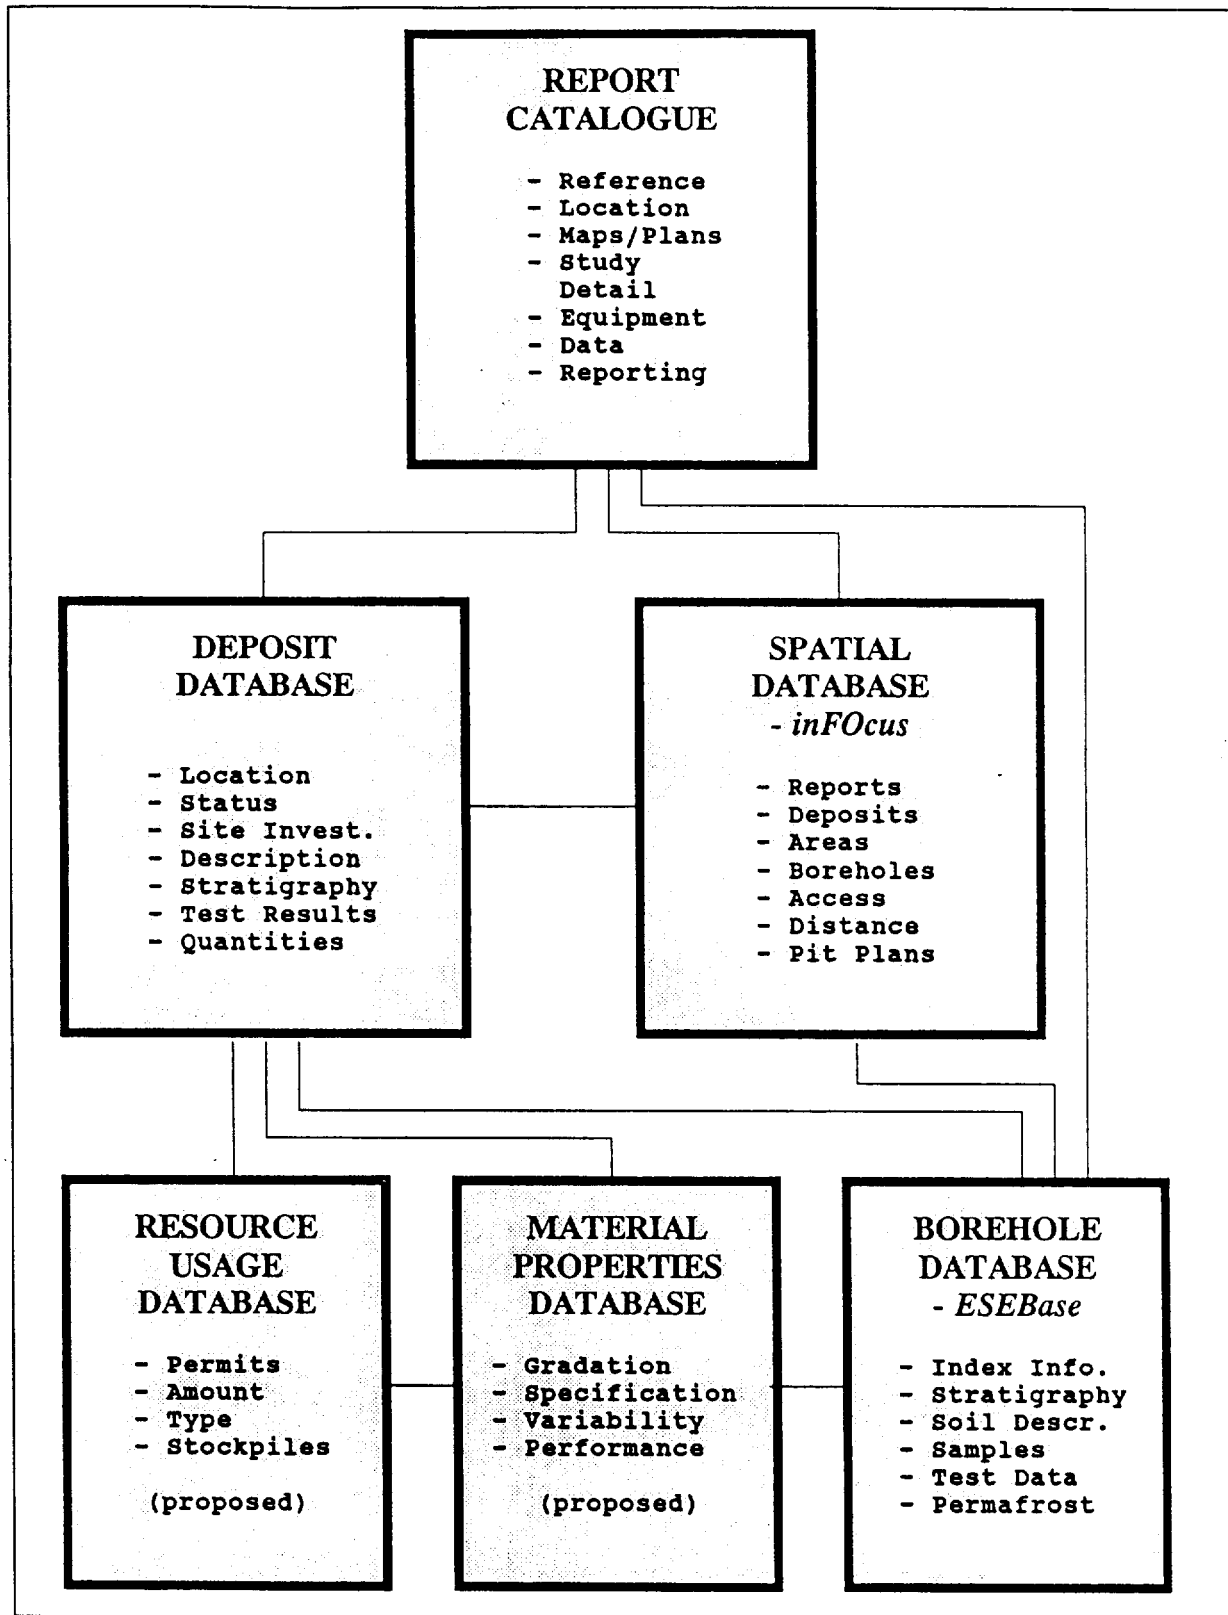 REPORT
CATALOGUE
- Reference
- Location
- Maps/Plans
- Study
Detail
- Equipment
- Data
- Reporting
DEPOSIT
DATABASE
- Location
- Status
- Site Invest.
- Description
- Stratigraphy
- Test Results
- Quantities
SPATIAL
DATABASE
- inFOcus
- Reports
- Deposits
- Areas
- Boreholes
- Access
- Distance
- Pit Plans
RESOURCE
USAGE
DATABASE
- Permits
- Amount
- Type
- Stockpiles
(proposed)
MATERIAL
PROPERTIES
DATABASE
- Gradation
- Specification
- Variability
- Performance
(proposed)
BOREHOLE
DATABASE
- ESEBase
- Index Info.
- Stratigraphy
- Soil Descr.
- Samples
- Test Data
- Permafrost